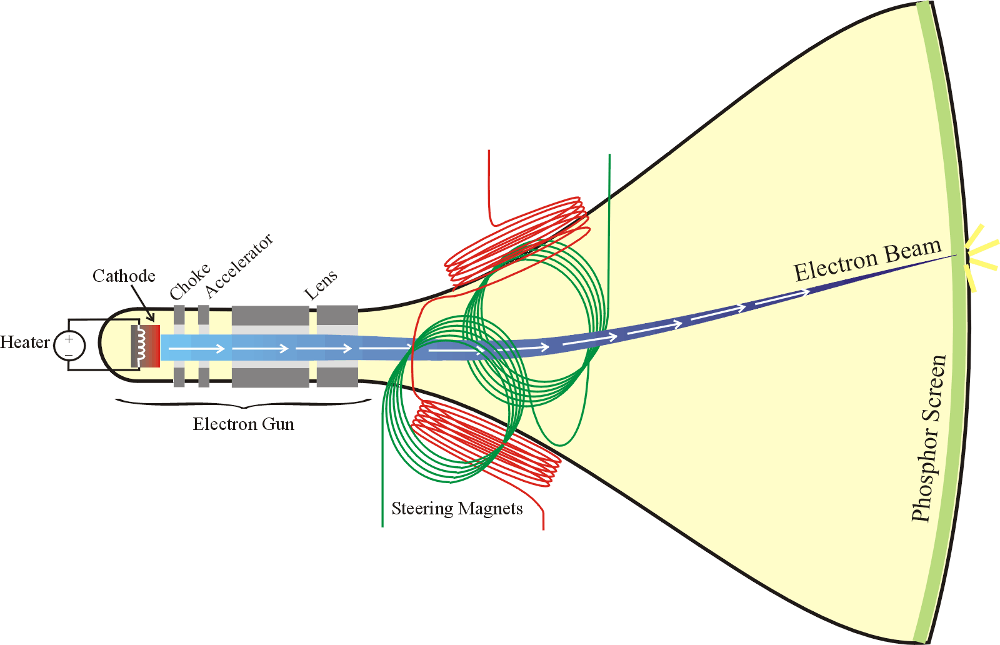 Cathode
Choke
Accelerator
Lens
Heater
+
–
Electron Gun
Steering Magnets
Electron Beam
Phosphor Screen